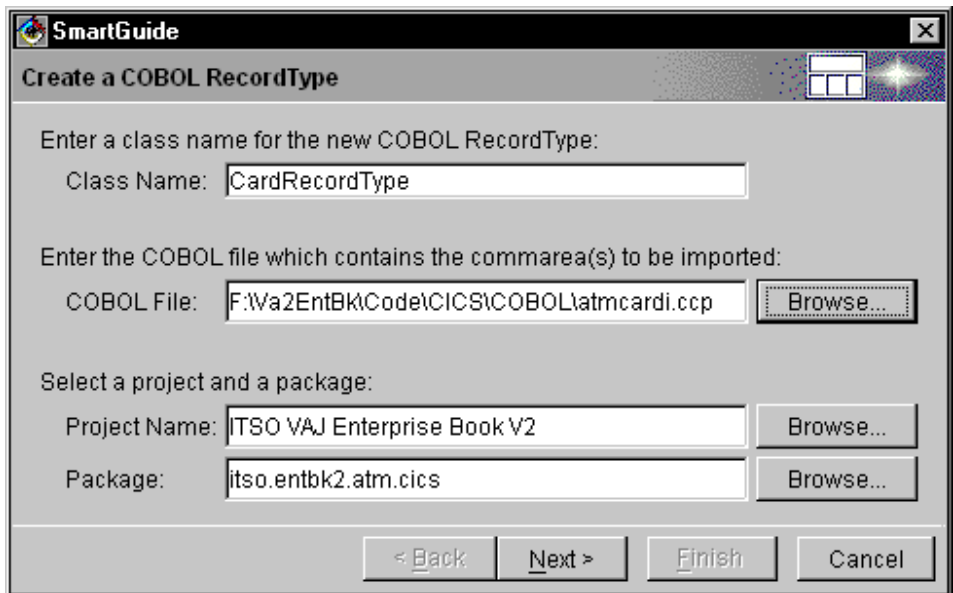 SmartGuide
Create a COBOL RecordType
Enter a class name for the new COBOL RecordType:
Class Name: CardRecordType
Enter the COBOL file which contains the commarea(s) to be imported:
COBOL File: F:\Va2EntBk\Code\CICS\COBOL\atmcardi.ccp Browse...
Select a project and a package:
Project Name: ITSO VAJ Enterprise Book V2 Browse...
Package: itso.entbk2.atm.cics Browse...
< Back Next > Finish Cancel